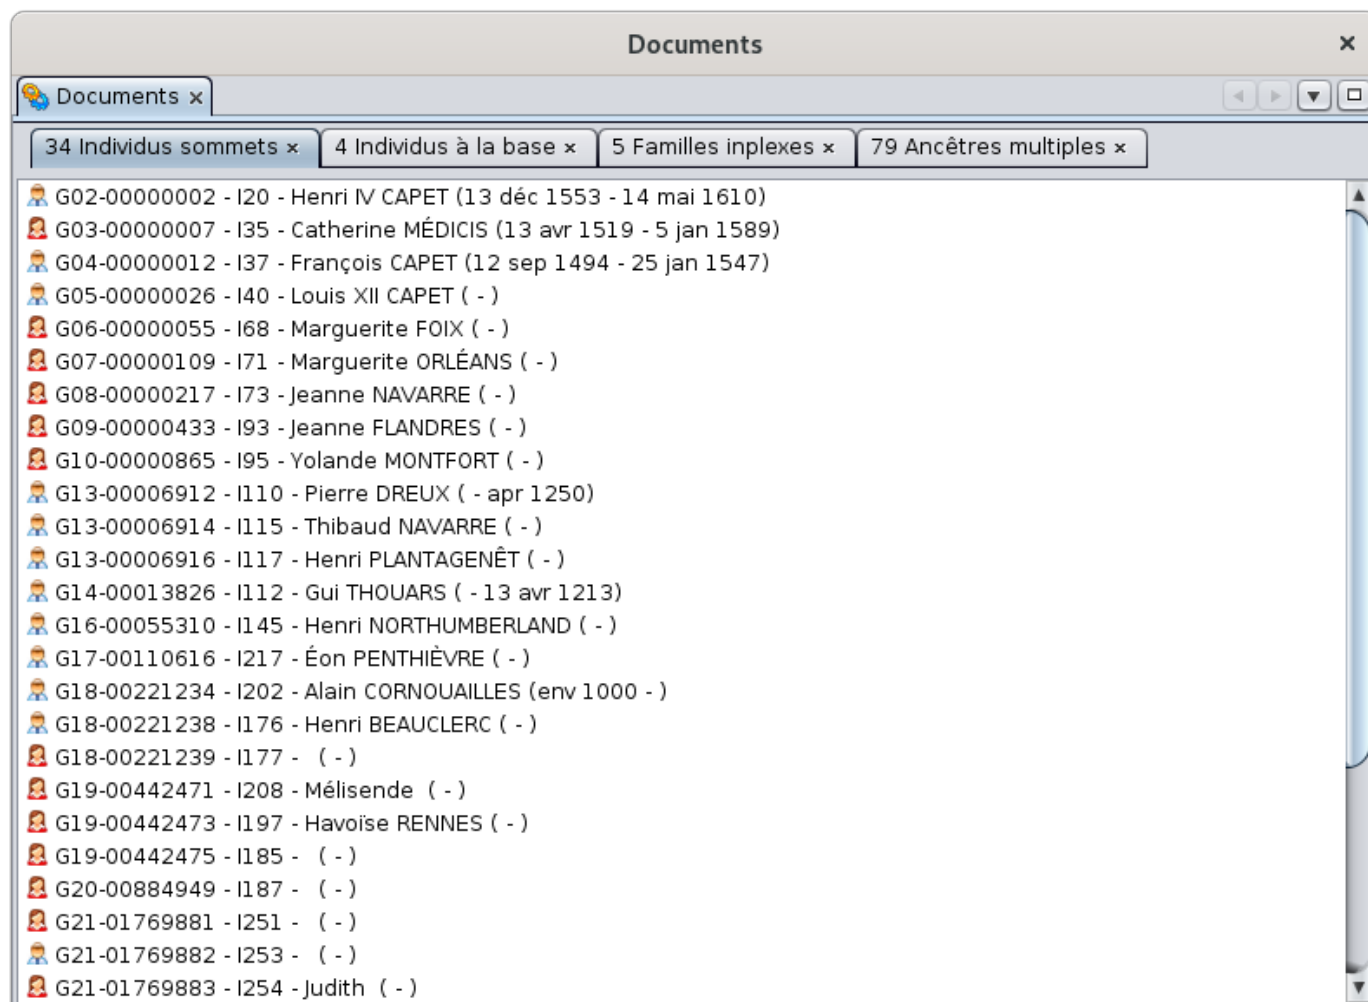 Documents ×
Documents ×
34 Individus sommets × 4 Individus à la base × 5 Familles inplexes × 79 Ancêtres multiples ×
G02-00000002 - I20 - Henri IV CAPET (13 déc 1553 - 14 mai 1610)
G03-00000007 - I35 - Catherine MÉDICIS (13 avr 1519 - 5 jan 1589)
G04-00000012 - I37 - François CAPET (12 sep 1494 - 25 jan 1547)
G05-00000026 - I40 - Louis XII CAPET ( - )
G06-00000055 - I68 - Marguerite FOIX ( - )
G07-00000109 - I71 - Marguerite ORLÉANS ( - )
G08-00000217 - I73 - Jeanne NAVARRE ( - )
G09-00000433 - I93 - Jeanne FLANDRES ( - )
G10-00000865 - I95 - Yolande MONTFORT ( - )
G13-00006912 - I110 - Pierre DREUX ( - apr 1250)
G13-00006914 - I115 - Thibaud NAVARRE ( - )
G13-00006916 - I117 - Henri PLANTAGENÊT ( - )
G14-00013826 - I112 - Gui THOUARS ( - 13 avr 1213)
G16-00055310 - I145 - Henri NORTHUMBERLAND ( - )
G17-00110616 - I217 - Éon PENTHIÈVRE ( - )
G18-00221234 - I202 - Alain CORNOUAILLES (env 1000 - )
G18-00221238 - I176 - Henri BEAUCLERC ( - )
G18-00221239 - I177 -  ( - )
G19-00442471 - I208 - Mélisende  ( - )
G19-00442473 - I197 - Havoïse RENNES ( - )
G19-00442475 - I185 -  ( - )
G20-00884949 - I187 -  ( - )
G21-01769881 - I251 -  ( - )
G21-01769882 - I253 -  ( - )
G21-01769883 - I254 - Judith  ( - )